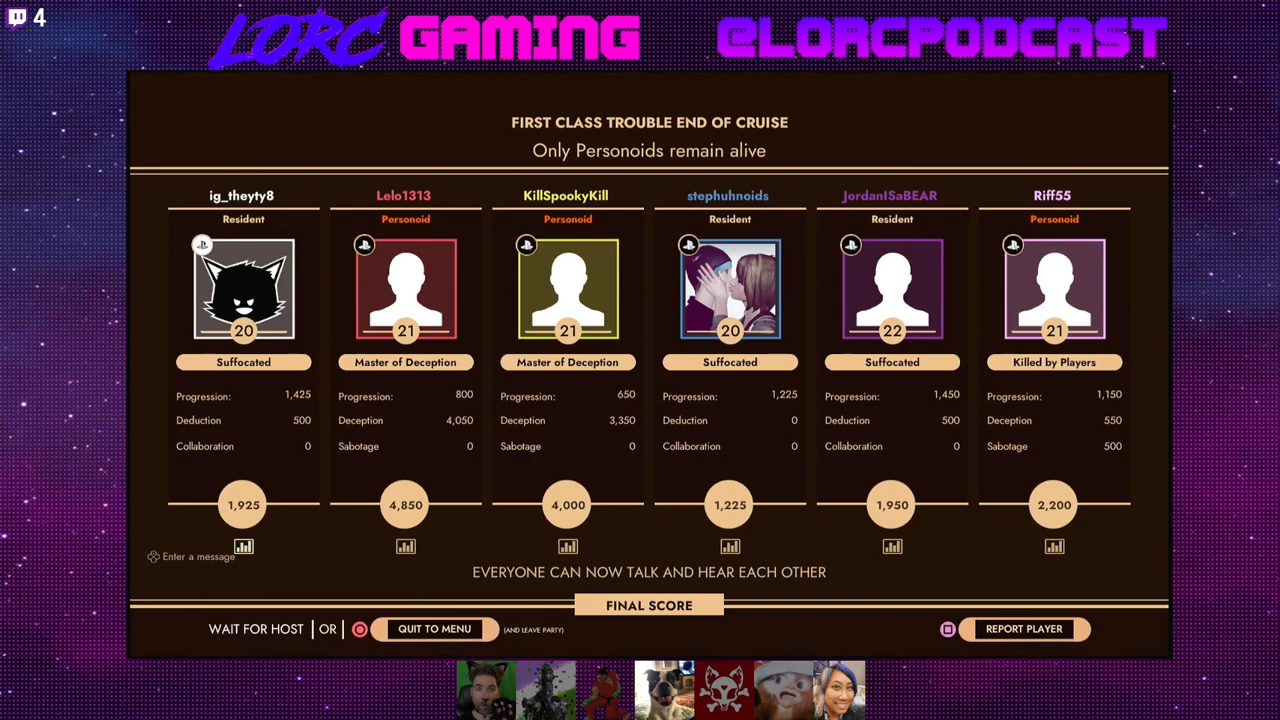 4
LORC GAMING @LORCPODCAST
FIRST CLASS TROUBLE END OF CRUISE
Only Personoids remain alive
ig_theyty8 Lelo1313 KillSpookyKill stephuhnoids JordanISaBEAR Riff55
Resident Personoid Personoid Resident Resident Personoid
20 21 21 20 22 21
Suffocated Master of Deception Master of Deception Suffocated Suffocated Killed by Players
Progression: 1,425 Progression: 800 Progression: 650 Progression: 1,225 Progression: 1,450 Progression: 1,150
Deduction 500 Deception 4,050 Deception 3,350 Deduction 0 Deduction 500 Deception 550
Collaboration 0 Sabotage 0 Sabotage 0 Collaboration 0 Collaboration 0 Sabotage 500
1,925 4,850 4,000 1,225 1,950 2,200
Enter a message
EVERYONE CAN NOW TALK AND HEAR EACH OTHER
FINAL SCORE
WAIT FOR HOST | OR | QUIT TO MENU (AND LEAVE PARTY) REPORT PLAYER